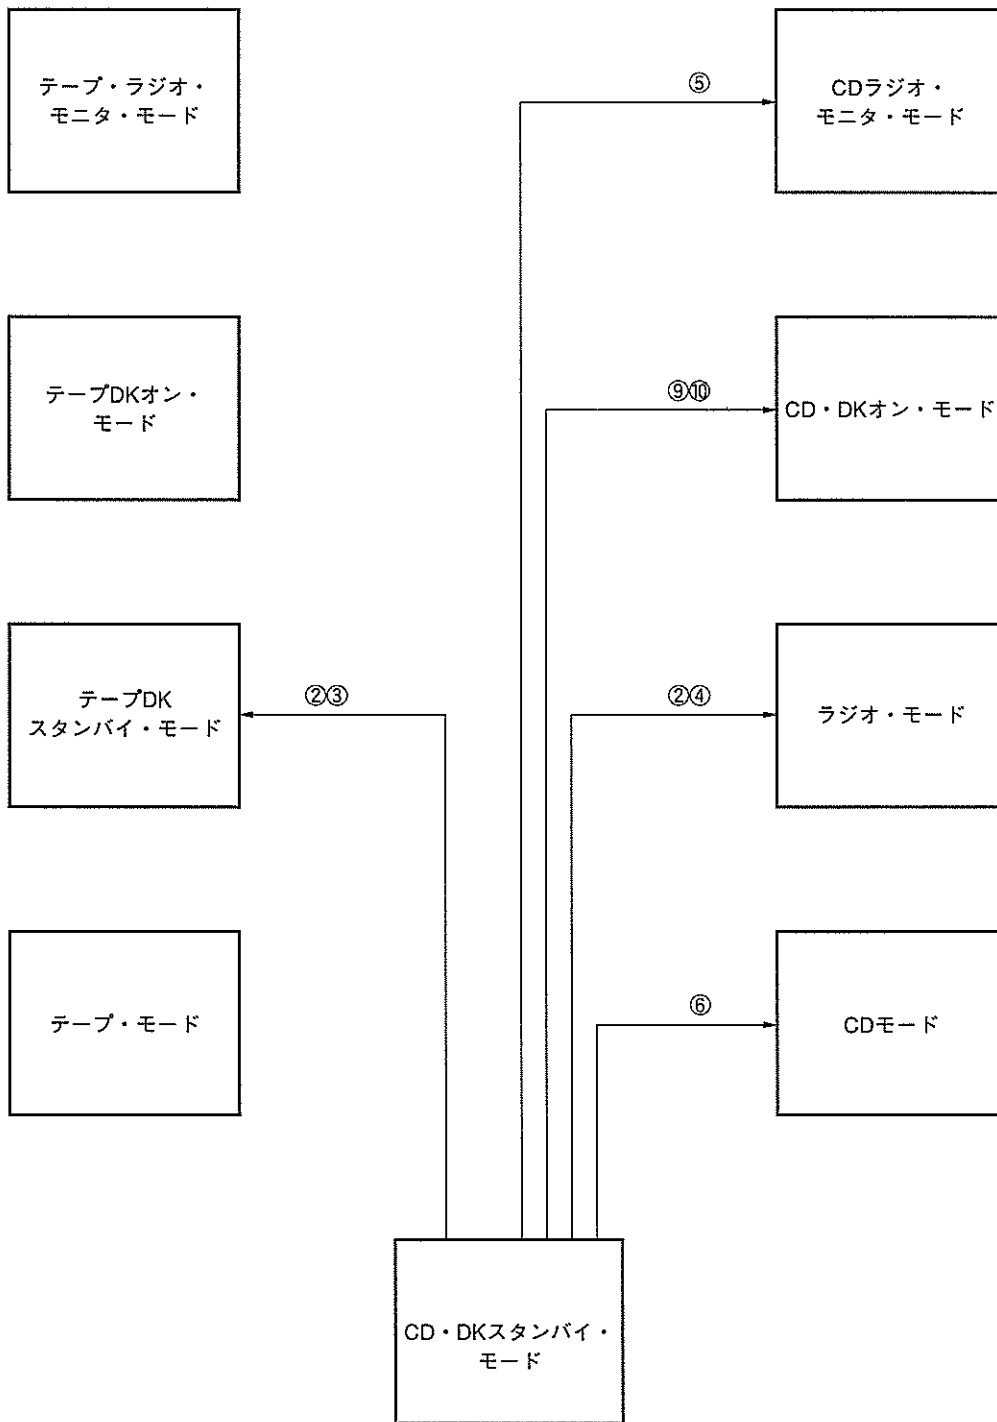 テープ・ラジオ・
モニタ・モード
⑤
CDラジオ・
モニタ・モード
テープDKオン・
モード
⑨⑩
CD・DKオン・モード
テープDK
スタンバイ・モード
②③
②④
ラジオ・モード
テープ・モード
⑥
CDモード
CD・DKスタンバイ・
モード